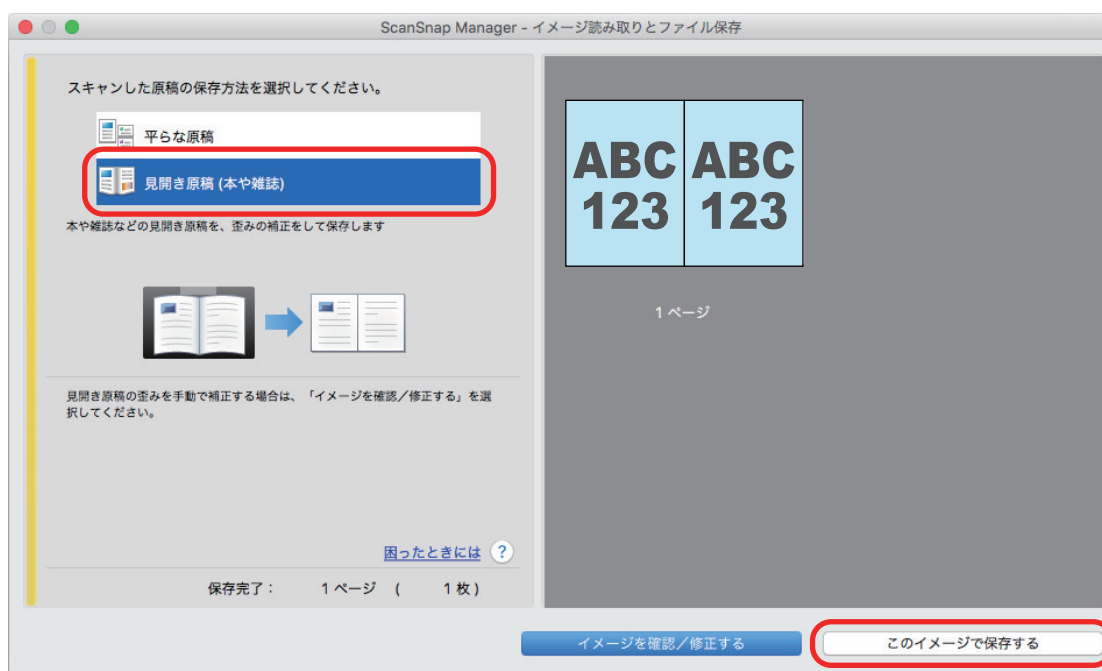 ScanSnap Manager - イメージ読み取りとファイル保存
スキャンした原稿の保存方法を選択してください。
平らな原稿
見開き原稿 (本や雑誌)
本や雑誌などの見開き原稿を、歪みの補正をして保存します
見開き原稿の歪みを手動で補正する場合は、「イメージを確認／修正する」を選
択してください。
困ったときには ?
保存完了： 1 ページ ( 1 枚 )
ABC ABC
123 123
1 ページ
イメージを確認／修正する
このイメージで保存する